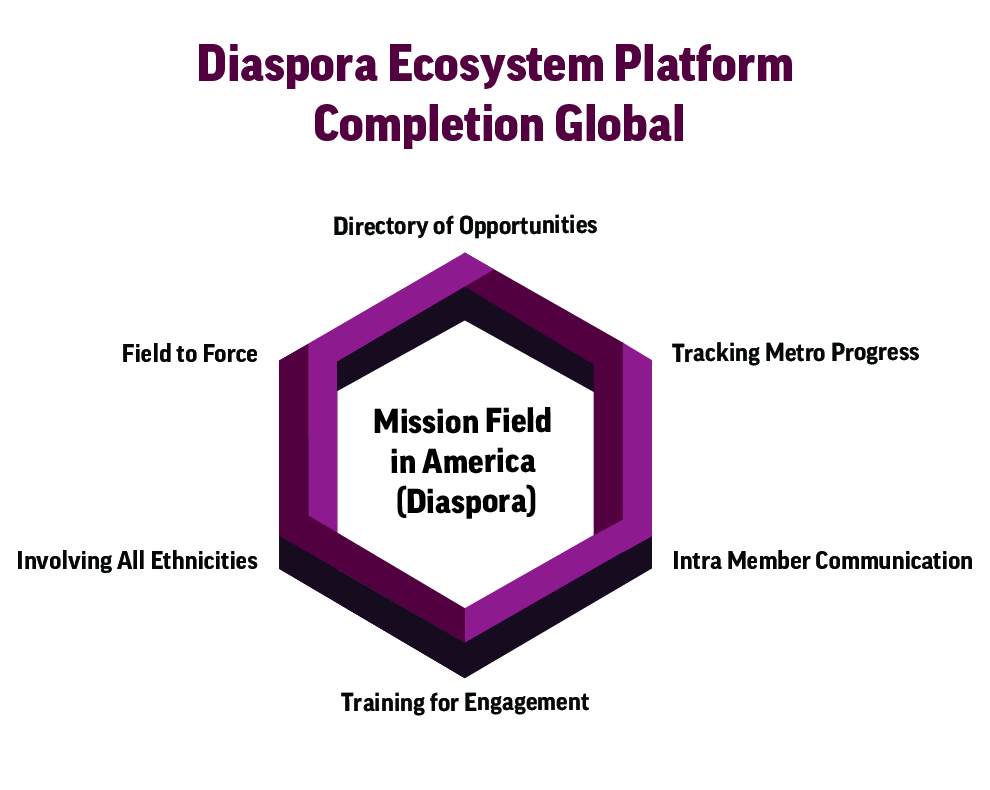 Diaspora Ecosystem Platform
Completion Global
Directory of Opportunities
Field to Force
Tracking Metro Progress
Mission Field
in America
(Diaspora)
Involving All Ethnicities
Intra Member Communication
Training for Engagement